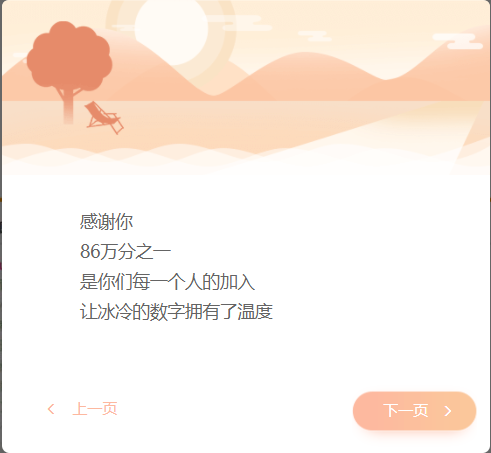 感谢你
86万分之一
是你们每一个人的加入
让冰冷的数字拥有了温度
上一页
下一页